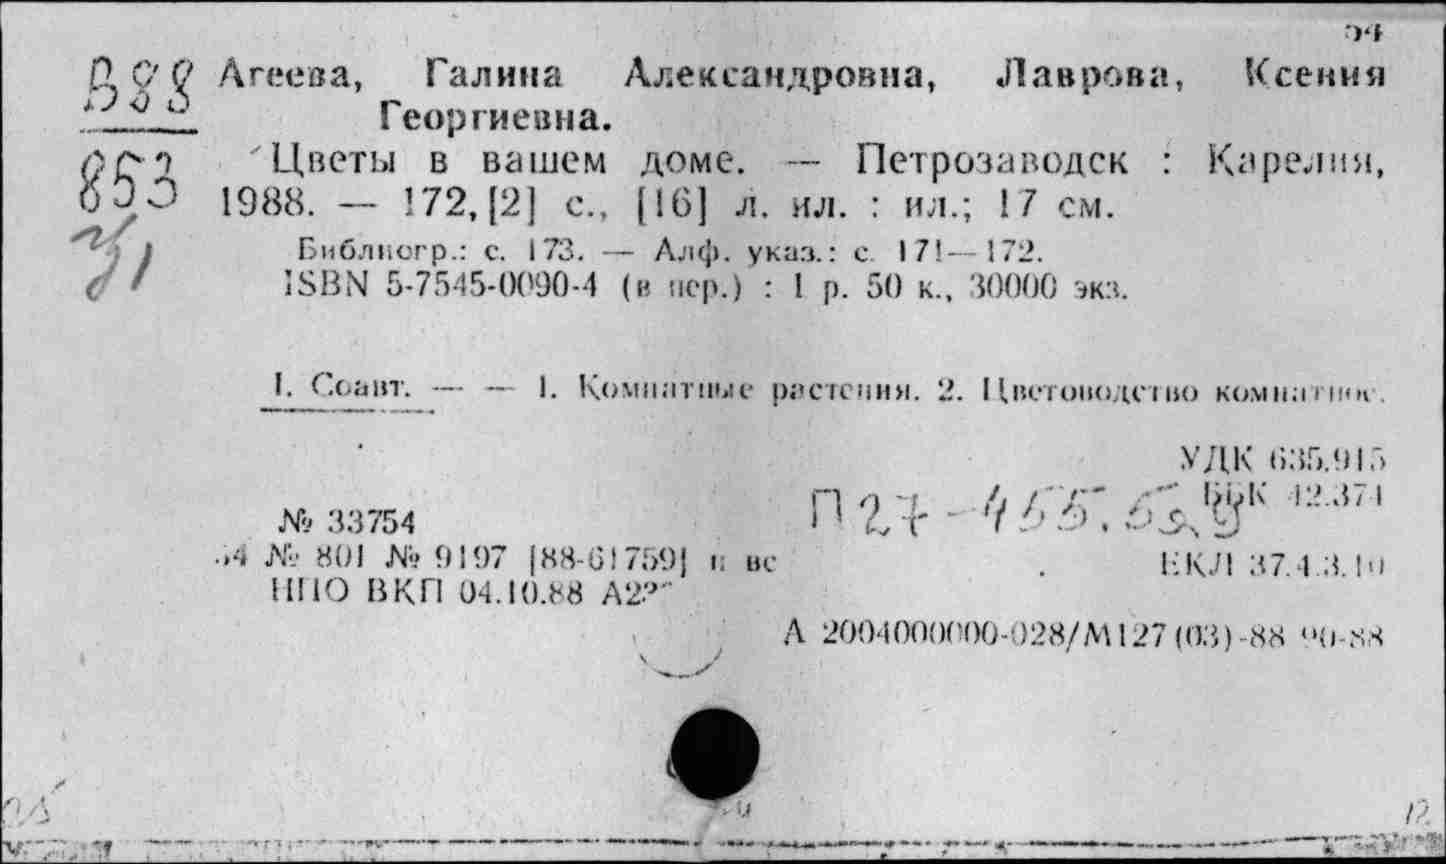 В88 Агеева, Галина Александровна, Лаврова, Ксения
Георгиевна.
853 Цветы в вашем доме. — Петрозаводск : Карелия,
1988. — 172, [2] с., [16] л. ил. : ил.; 17 см.
Библиогр.: с. 173. — Алф. указ.: с. 171—172.
ISBN 5-7545-0090-4 (в пер.) : 1 р. 50 к., 30000 экз.
I. Соавт. — — 1. Комнатные растения. 2. Цветоводство комнатное.
УДК 635.915
ББК 42.374
П27-455.
№ 33754
54 № 801 № 9197 [88-61759] п вс
ЕКЛ 37.4.3.10
НПО ВКП 04.10.88 А2
А 2004000000-028/М127(03)-88 90-88